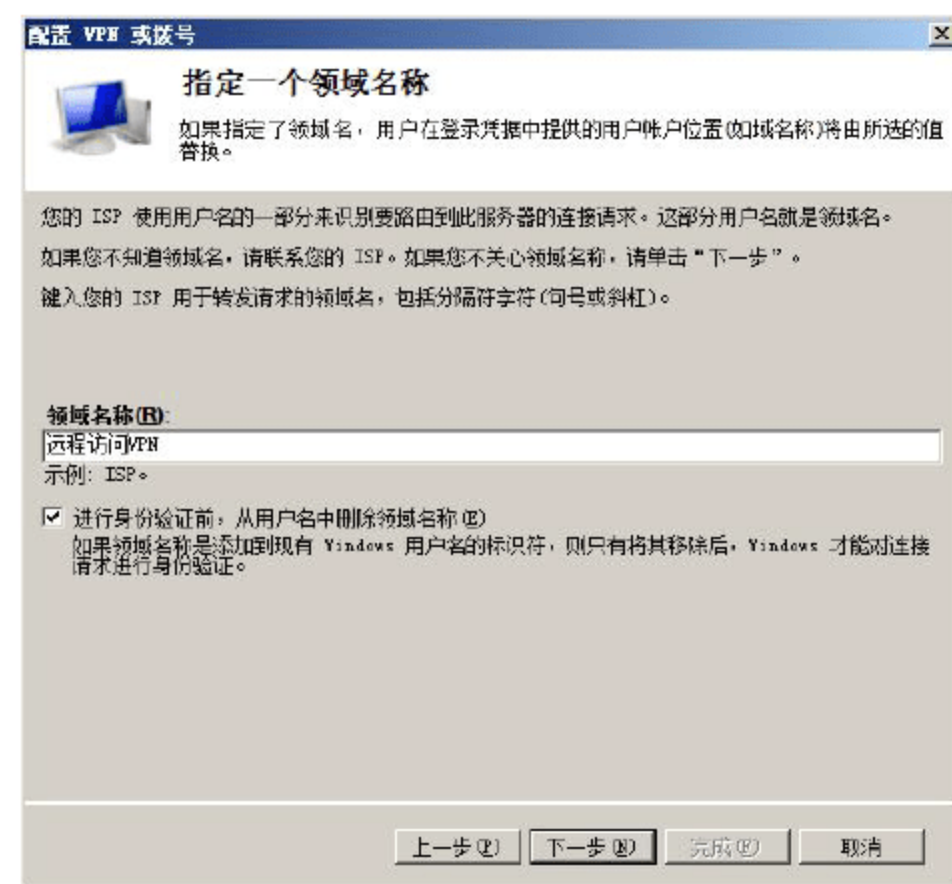 配置 VPN 或拨号
指定一个领域名称
如果指定了领域名，用户在登录凭据中提供的用户帐户位置(如域名称)将由所选的值
替换。
您的 ISP 使用用户名的一部分来识别要路由到此服务器的连接请求。这部分用户名就是领域名。
如果您不知道领域名，请联系您的 ISP。如果您不关心领域名称，请单击“下一步”。
键入您的 ISP 用于转发请求的领域名，包括分隔符字符(句号或斜杠)。
领域名称(R):
远程访问VPN
示例: ISP。
进行身份验证前，从用户名中删除领域名称(E)
如果领域名称是添加到现有 Windows 用户名的标识符，则只有将其移除后，Windows 才能对连接
请求进行身份验证。
上一步(P)
下一步(N)
完成(F)
取消